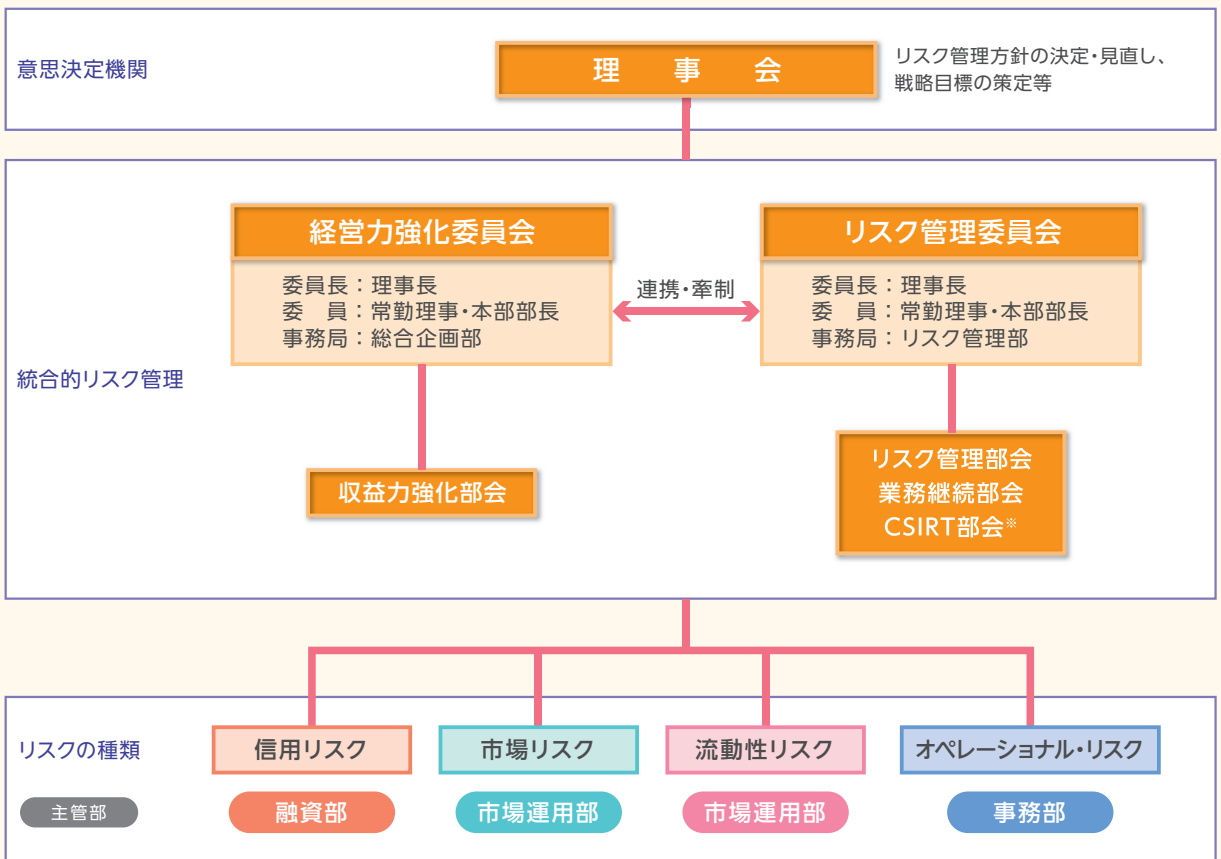 意思決定機関
理事会
リスク管理方針の決定・見直し、
戦略目標の策定等
統合的リスク管理
経営力強化委員会
委員長：理事長
委　員：常勤理事・本部部長
事務局：総合企画部
連携・牽制
リスク管理委員会
委員長：理事長
委　員：常勤理事・本部部長
事務局：リスク管理部
収益力強化部会
リスク管理部会
業務継続部会
CSIRT部会※
リスクの種類
信用リスク
市場リスク
流動性リスク
オペレーショナル・リスク
主管部
融資部
市場運用部
市場運用部
事務部